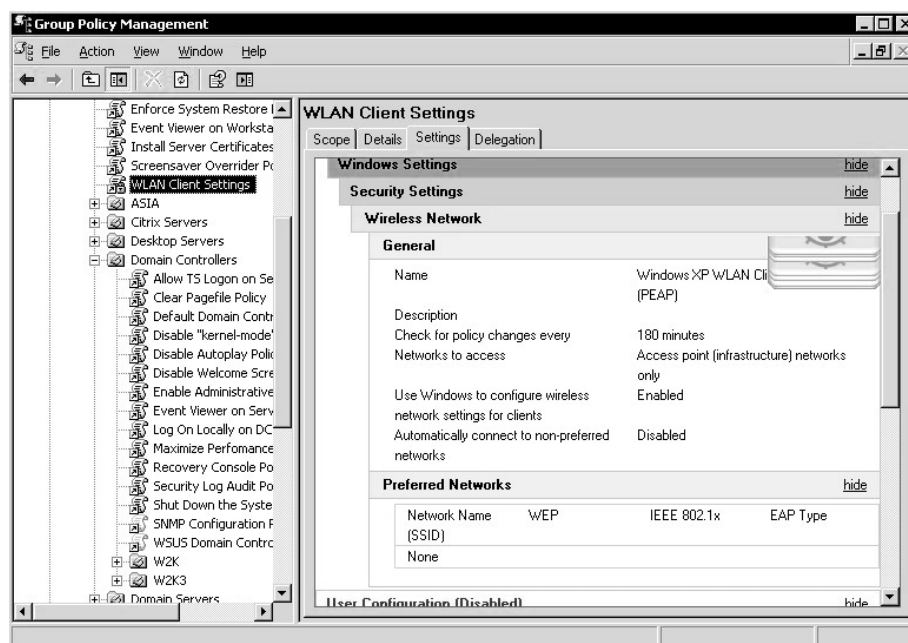 Group Policy Management
File Action View Window Help
Enforce System Restore
Event Viewer on Worksta
Install Server Certificates
Screensaver Overrider Po
WLAN Client Settings
ASIA
Citrix Servers
Desktop Servers
Domain Controllers
Allow TS Logon on Se
Clear Pagefile Policy
Default Domain Contr
Disable "kernel-mode"
Disable Autoplay Polic
Disable Welcome Scre
Enable Administrative
Event Viewer on Serv
Log On Locally on DC
Maximize Perfomance
Recovery Console Po
Security Log Audit Po
Shut Down the Syste
SNMP Configuration P
WSUS Domain Contrc
W2K
W2K3
Domain Servers
WLAN Client Settings
Scope Details Settings Delegation
Windows Settings hide
Security Settings hide
Wireless Network hide
General
Name Windows XP WLAN Cli
(PEAP)
Description
Check for policy changes every 180 minutes
Networks to access Access point (infrastructure) networks
only
Use Windows to configure wireless Enabled
network settings for clients
Automatically connect to non-preferred Disabled
networks
Preferred Networks hide
Network Name WEP IEEE 802.1x EAP Type
(SSID)
None
User Configuration (Disabled) hide